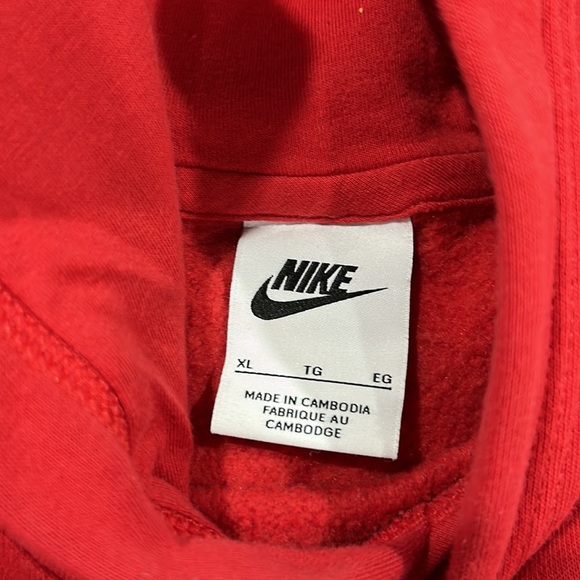 NIKE
XL TG EG
MADE IN CAMBODIA
FABRIQUE AU
CAMBODGE